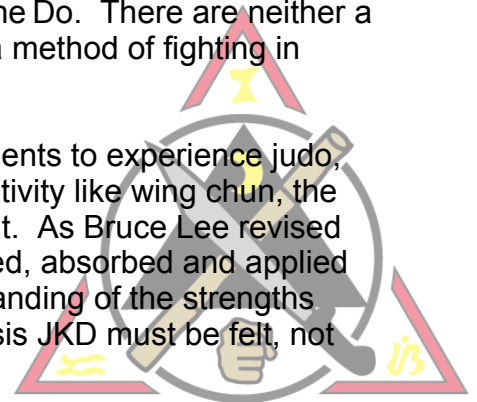 ne Do. There are neither a
a method of fighting in
ents to experience judo,
tivity like wing chun, the
t. As Bruce Lee revised
ed, absorbed and applied
anding of the strengths
sis JKD must be felt, not